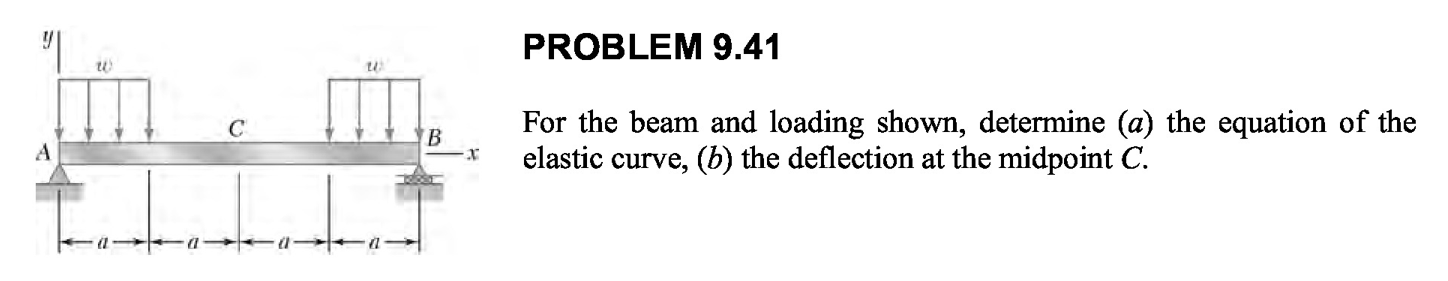 PROBLEM 9.41
For the beam and loading shown, determine (a) the equation of the
elastic curve, (b) the deflection at the midpoint C.
y
w w
C
B
A
x
a a a a